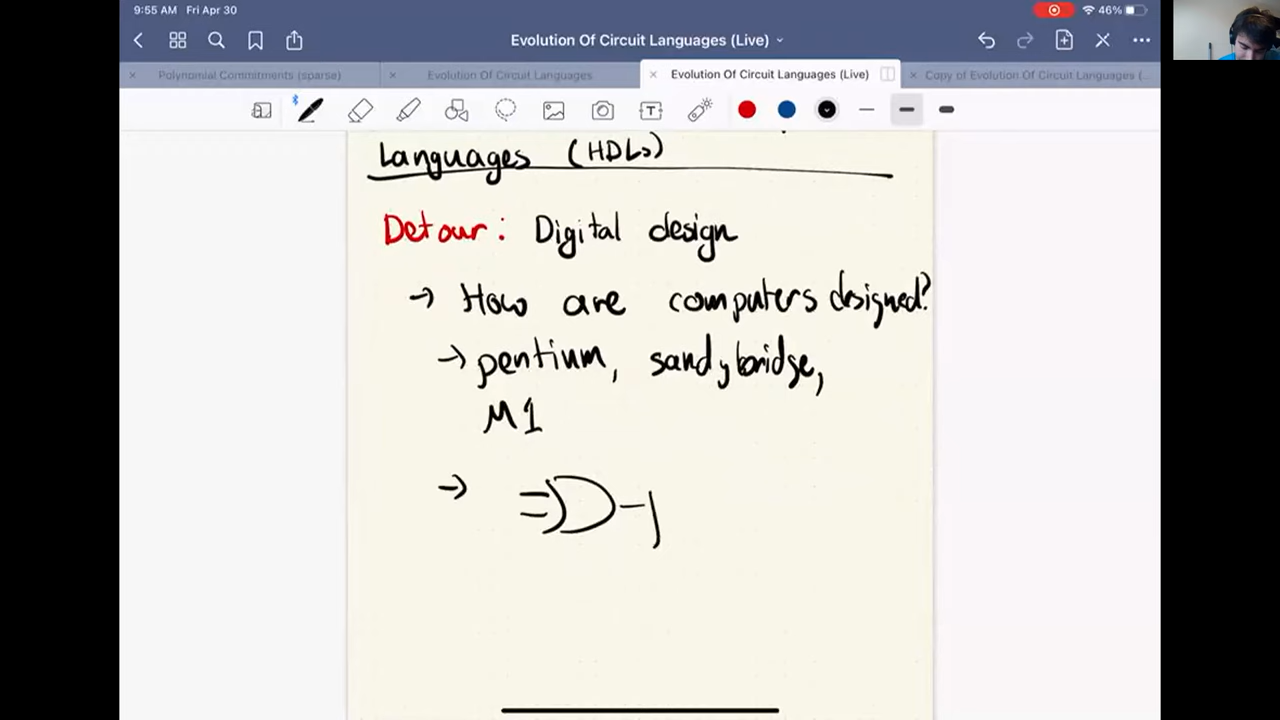 9:55 AM Fri Apr 30
46%
Evolution Of Circuit Languages (Live)
Polynomial Commitments (sparse)
Evolution Of Circuit Languages
Evolution Of Circuit Languages (Live)
Copy of Evolution Of Circuit Languages (...
T
Languages (HDLs)
Detour: Digital design
→ How are computers designed?
→ pentium, sandybridge,
M1
→